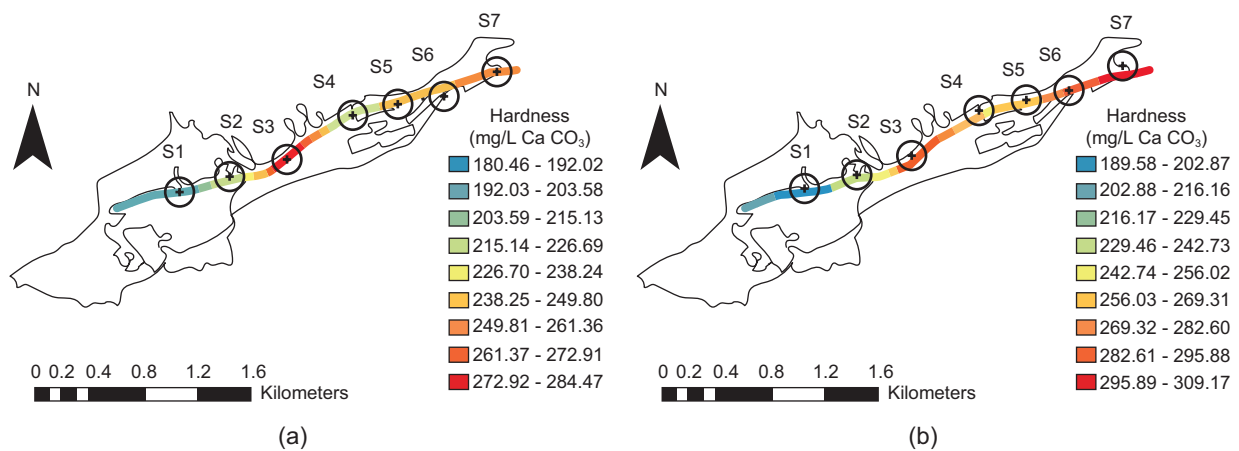 S7
S6
S5
S4
N
S3
S2
S1
Hardness
(mg/L Ca CO₃)
180.46 - 192.02
192.03 - 203.58
203.59 - 215.13
215.14 - 226.69
226.70 - 238.24
238.25 - 249.80
249.81 - 261.36
261.37 - 272.91
272.92 - 284.47
0 0.2 0.4 0.8 1.2 1.6
Kilometers
(a)
S7
S6
S5
S4
N
S3
S2
S1
Hardness
(mg/L Ca CO₃)
189.58 - 202.87
202.88 - 216.16
216.17 - 229.45
229.46 - 242.73
242.74 - 256.02
256.03 - 269.31
269.32 - 282.60
282.61 - 295.88
295.89 - 309.17
0 0.2 0.4 0.8 1.2 1.6
Kilometers
(b)